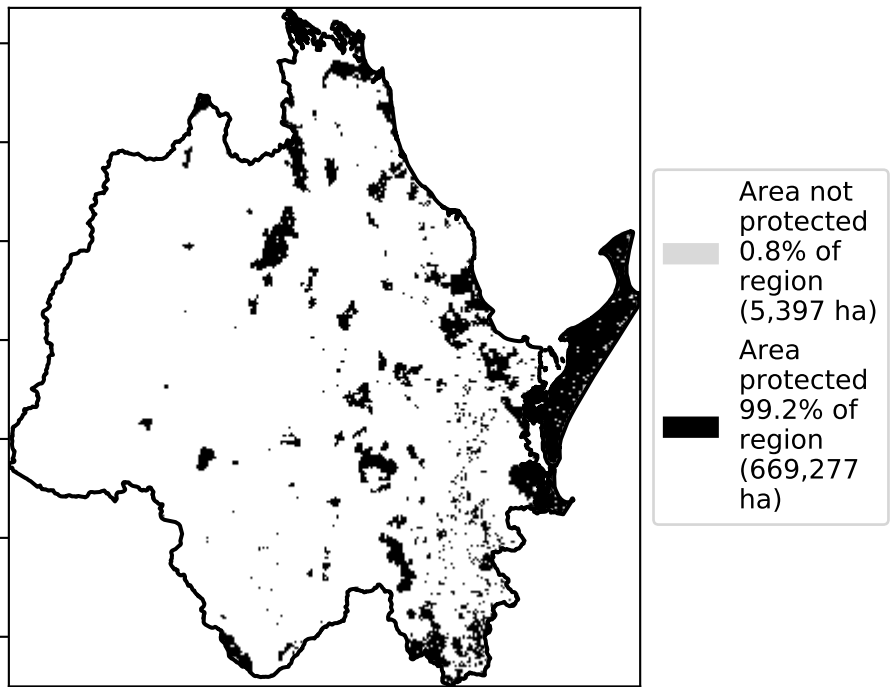 Area not
protected
0.8% of
region
(5,397 ha)
Area
protected
99.2% of
region
(669,277
ha)